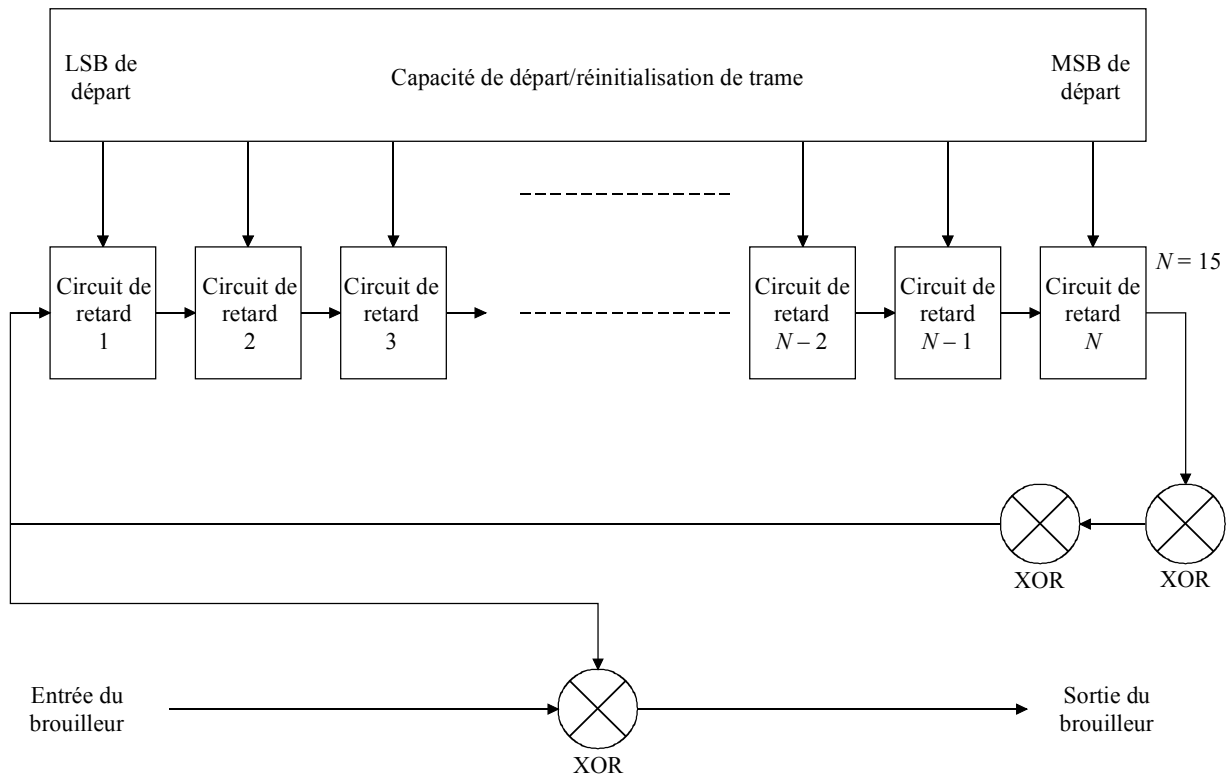 LSB de
départ
Capacité de départ/réinitialisation de trame
MSB de
départ
Circuit de
retard
1
Circuit de
retard
2
Circuit de
retard
3
Circuit de
retard
N – 2
Circuit de
retard
N – 1
Circuit de
retard
N
N = 15
XOR
XOR
Entrée du
brouilleur
XOR
Sortie du
brouilleur